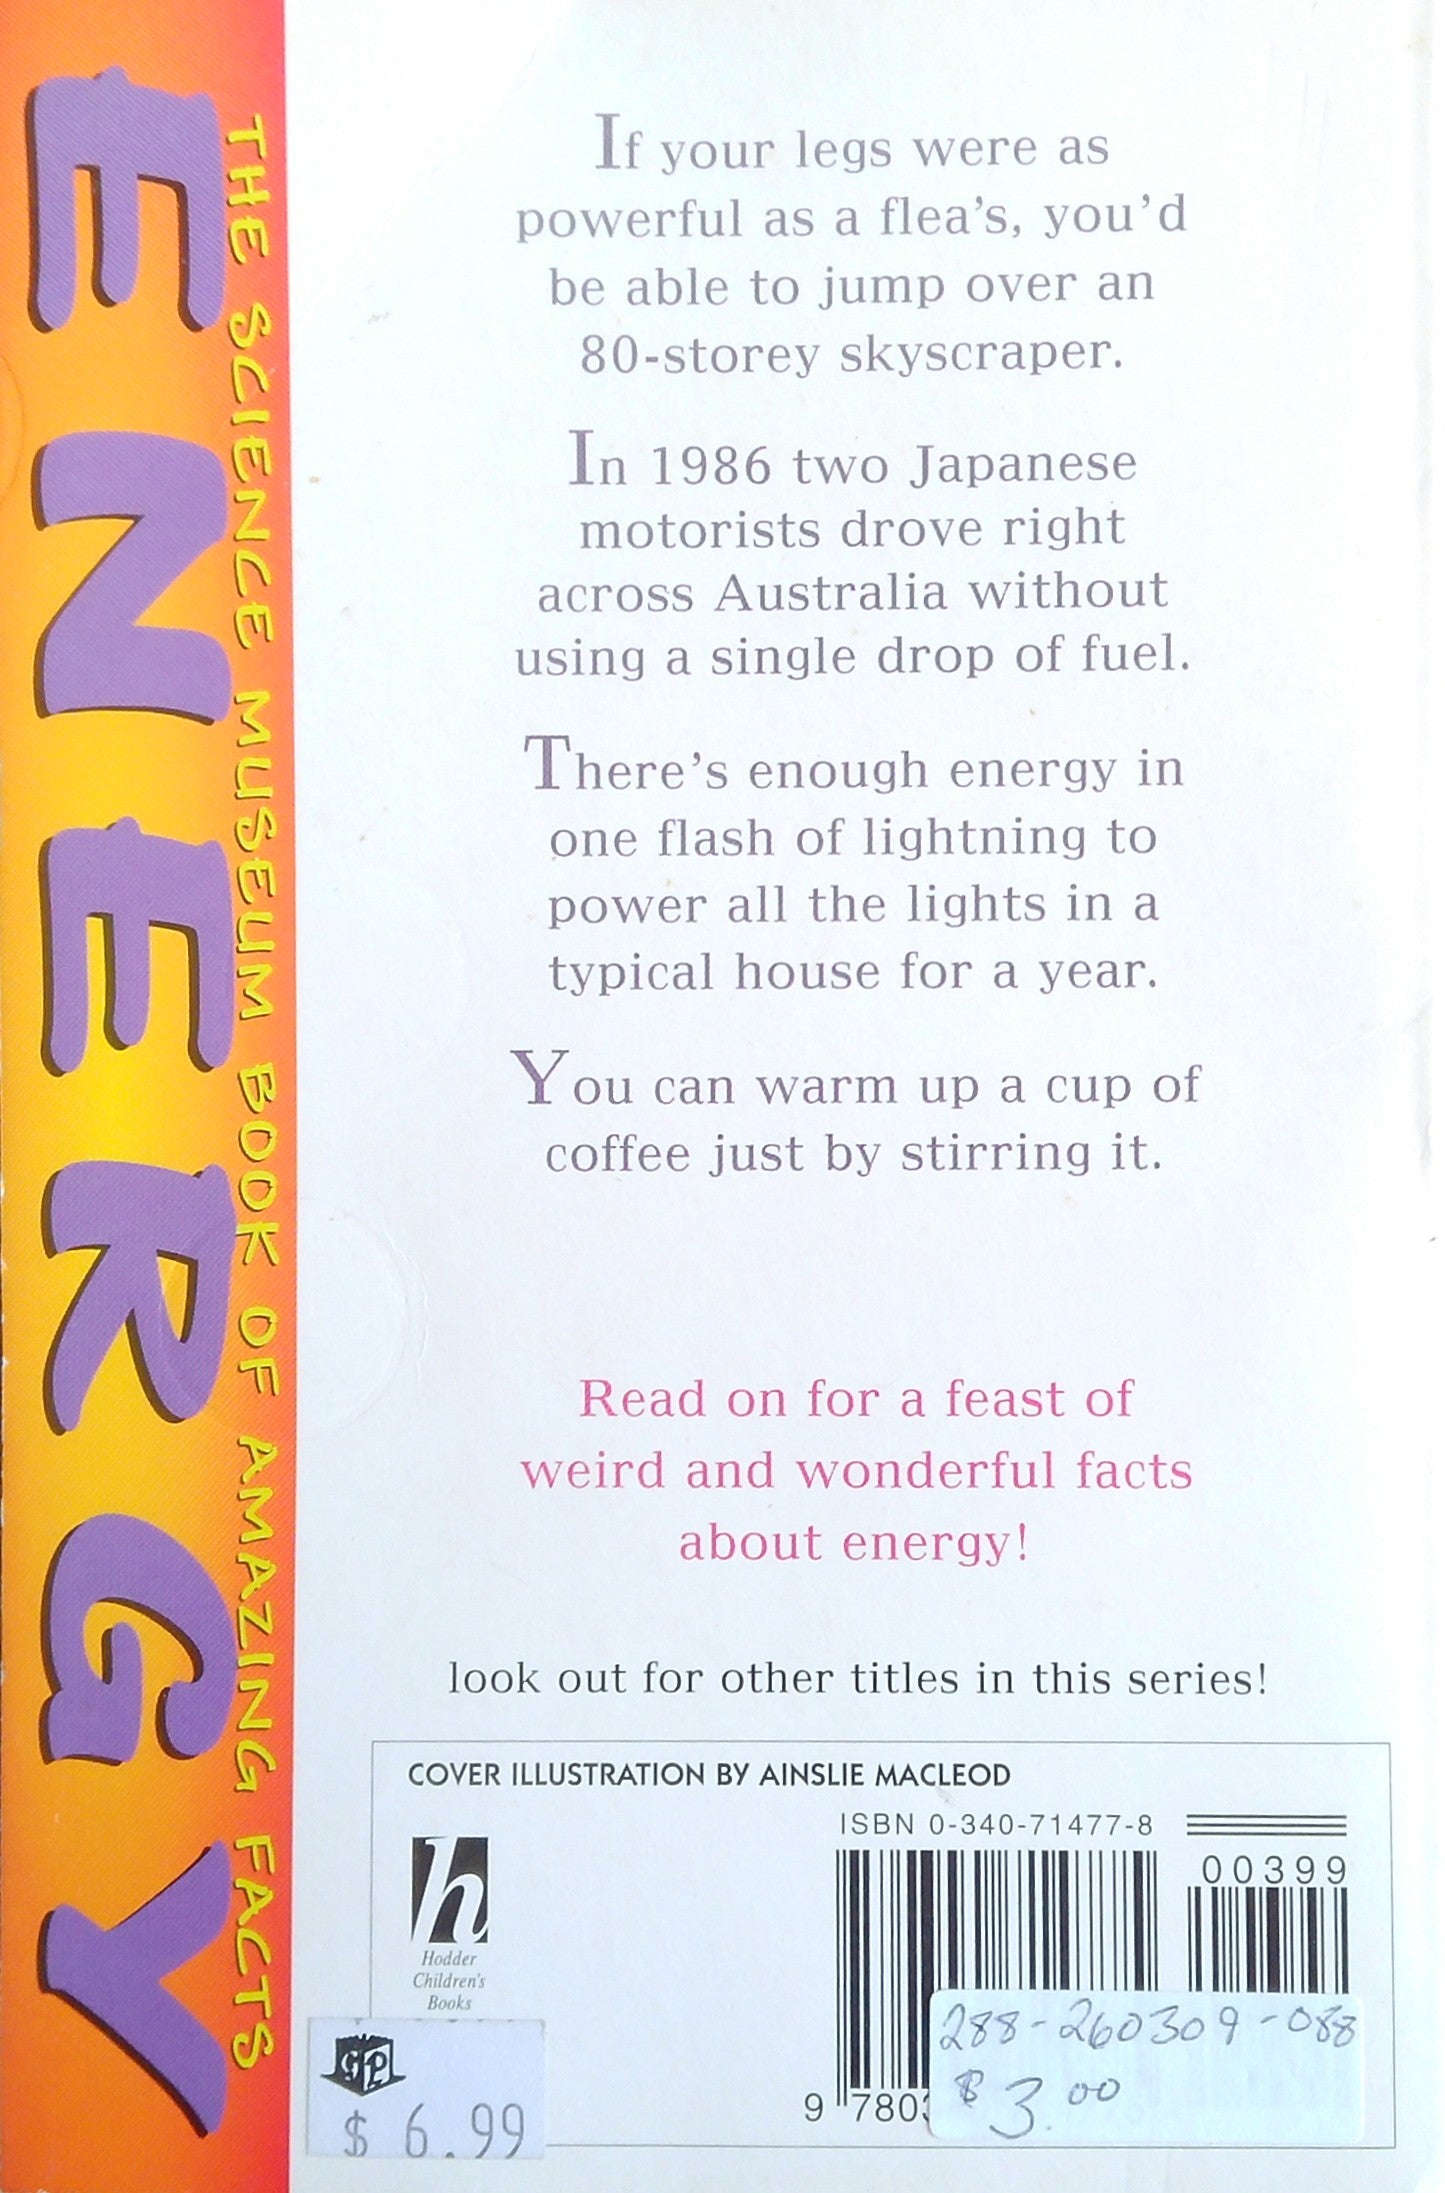 ENERGY
THE SCIENCE MUSEUM BOOK OF AMAZING FACTS
If your legs were as
powerful as a flea's, you'd
be able to jump over an
80-storey skyscraper.
In 1986 two Japanese
motorists drove right
across Australia without
using a single drop of fuel.
There's enough energy in
one flash of lightning to
power all the lights in a
typical house for a year.
You can warm up a cup of
coffee just by stirring it.
Read on for a feast of
weird and wonderful facts
about energy!
look out for other titles in this series!
COVER ILLUSTRATION BY AINSLIE MACLEOD
ISBN 0-340-71477-8
00399
h
Hodder
Children's
Books
9 780
288-260309-088
$ 3.00
GPL
$ 6.99